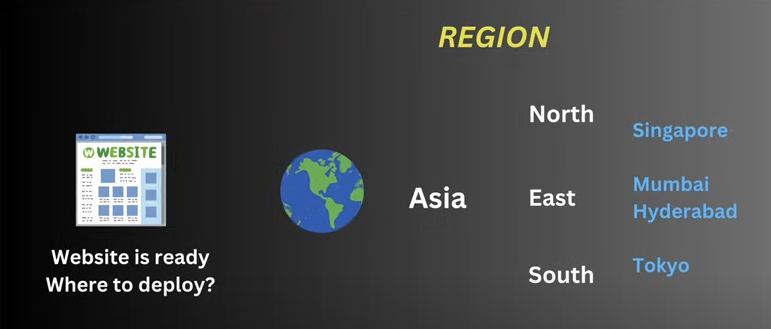 REGION
North
Singapore
WEBSITE
Mumbai
Asia
East
Hyderabad
Website is ready
Where to deploy?
South
Tokyo